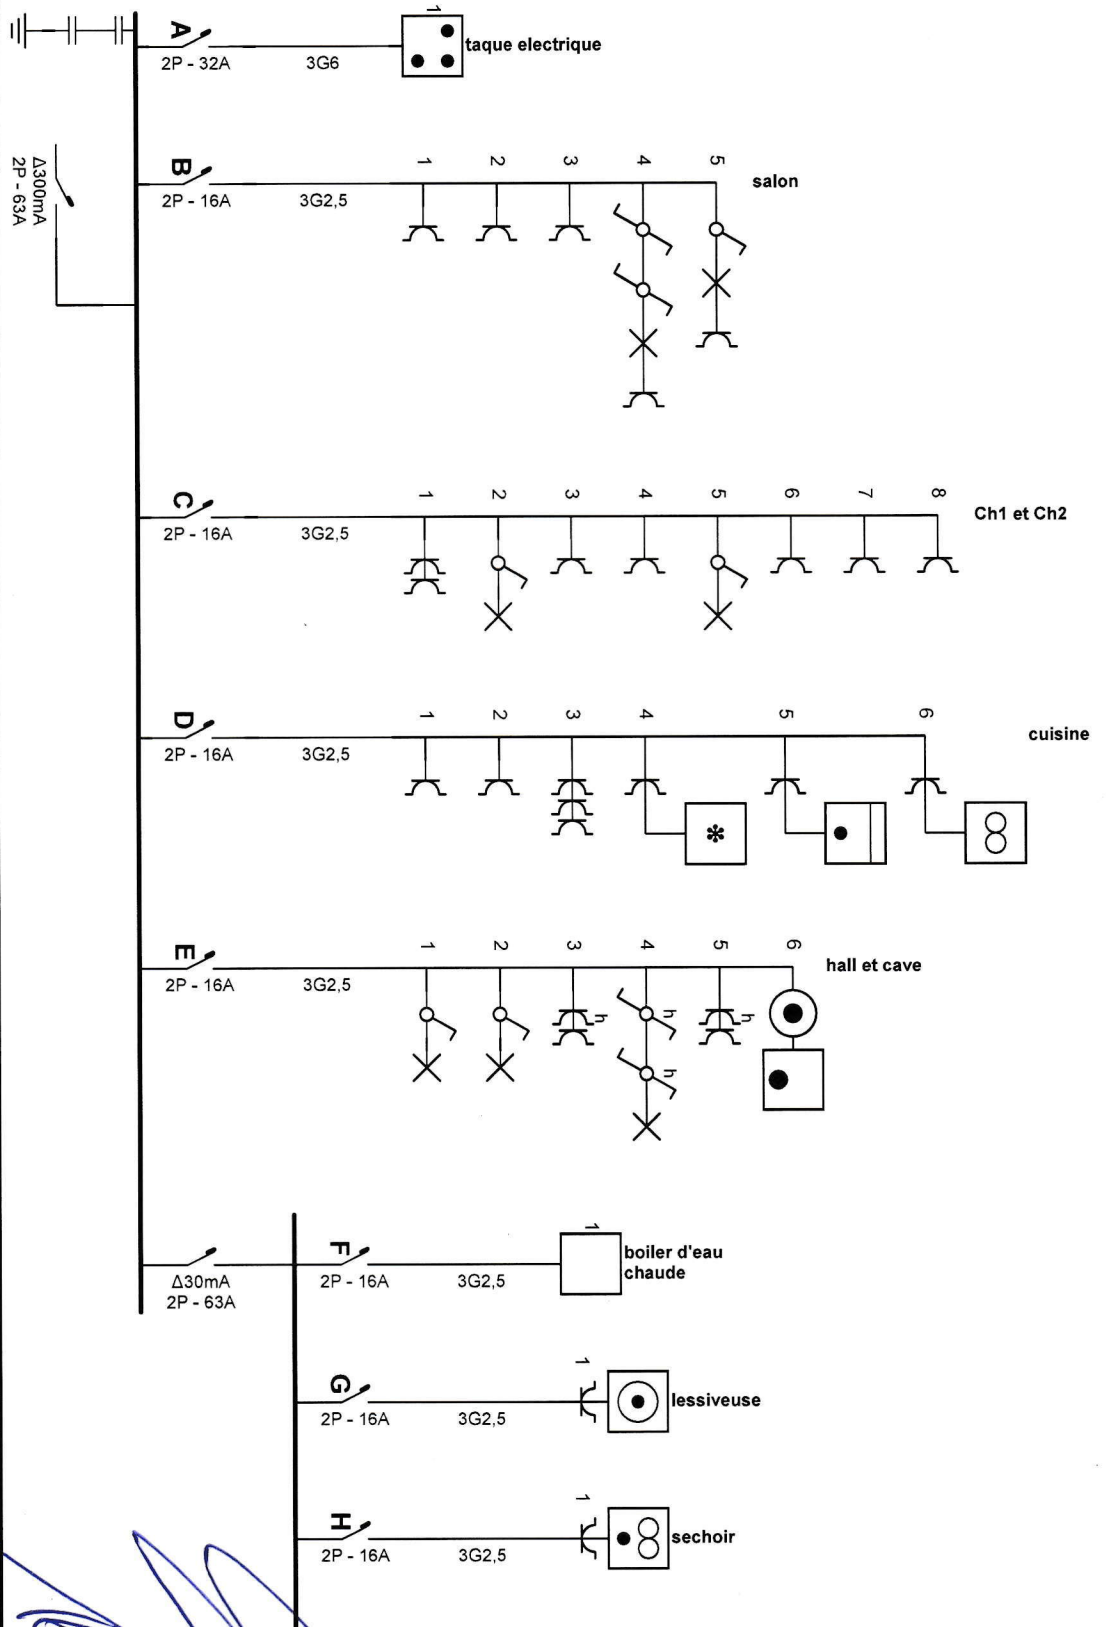 A
2P - 32A
3G6
1
taque electrique
Δ300mA
2P - 63A
B
2P - 16A
3G2,5
1 2 3 4 5
salon
C
2P - 16A
3G2,5
1 2 3 4 5 6 7 8
Ch1 et Ch2
D
2P - 16A
3G2,5
1 2 3 4 5 6
cuisine
E
2P - 16A
3G2,5
1 2 3 4 5 6
hall et cave
h h h
h
Δ30mA
2P - 63A
F
2P - 16A
3G2,5
1
boiler d'eau
chaude
G
2P - 16A
3G2,5
1
lessiveuse
H
2P - 16A
3G2,5
1
sechoir